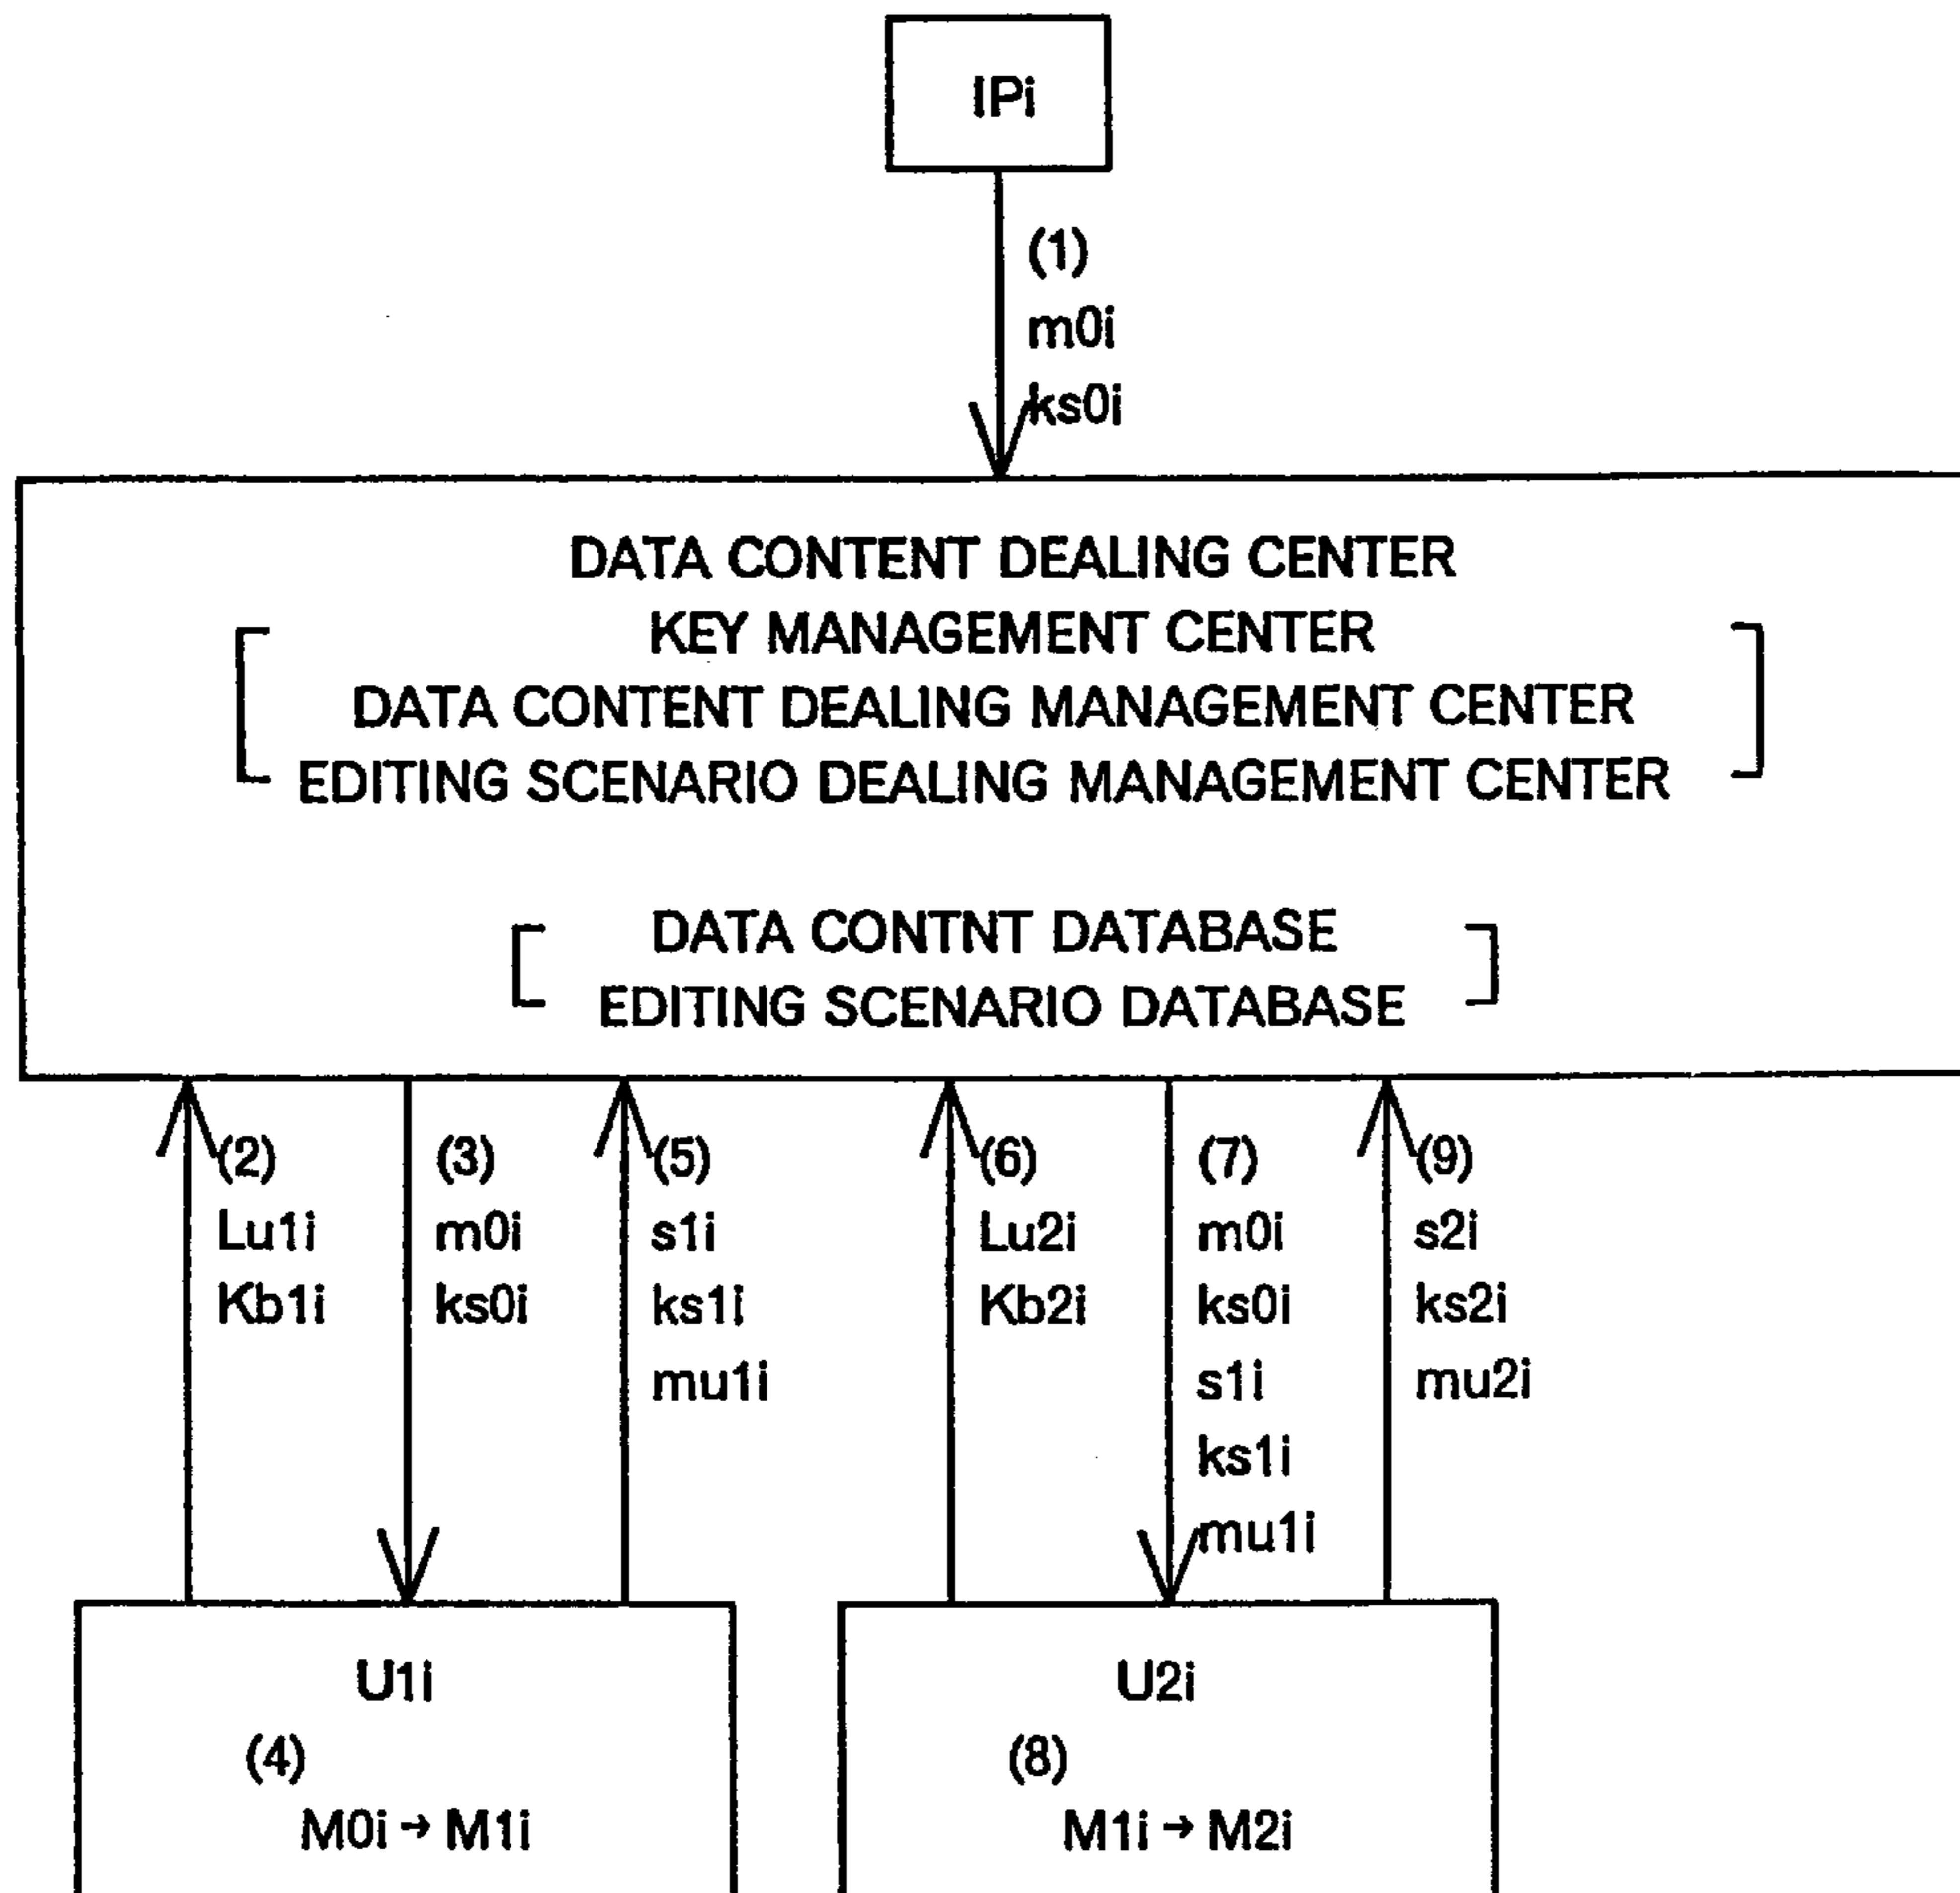 IPi
(1)
m0i
ks0i
DATA CONTENT DEALING CENTER
KEY MANAGEMENT CENTER
DATA CONTENT DEALING MANAGEMENT CENTER
EDITING SCENARIO DEALING MANAGEMENT CENTER
DATA CONTNT DATABASE
EDITING SCENARIO DATABASE
(2)
Lu1i
Kb1i
(3)
m0i
ks0i
(5)
s1i
ks1i
mu1i
(6)
Lu2i
Kb2i
(7)
m0i
ks0i
s1i
ks1i
mu1i
(9)
s2i
ks2i
mu2i
U1i
(4)
M0i → M1i
U2i
(8)
M1i → M2i